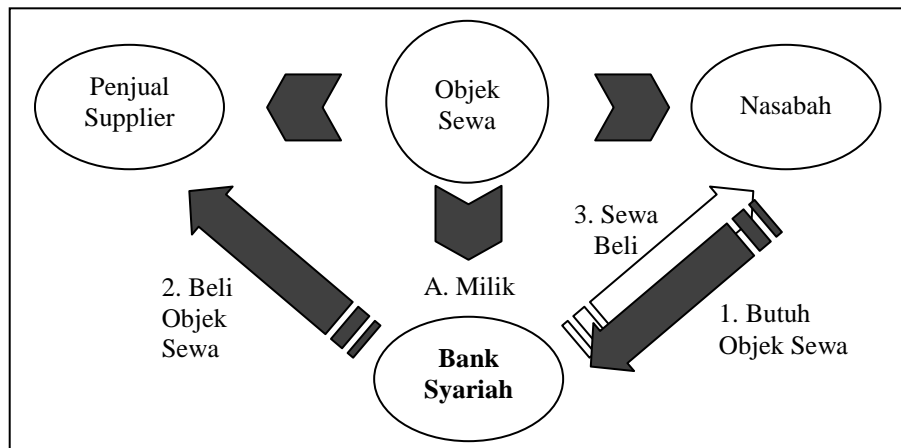 Penjual
Supplier
Objek
Sewa
Nasabah
3. Sewa
Beli
2. Beli
Objek
Sewa
A. Milik
1. Butuh
Objek Sewa
Bank
Syariah